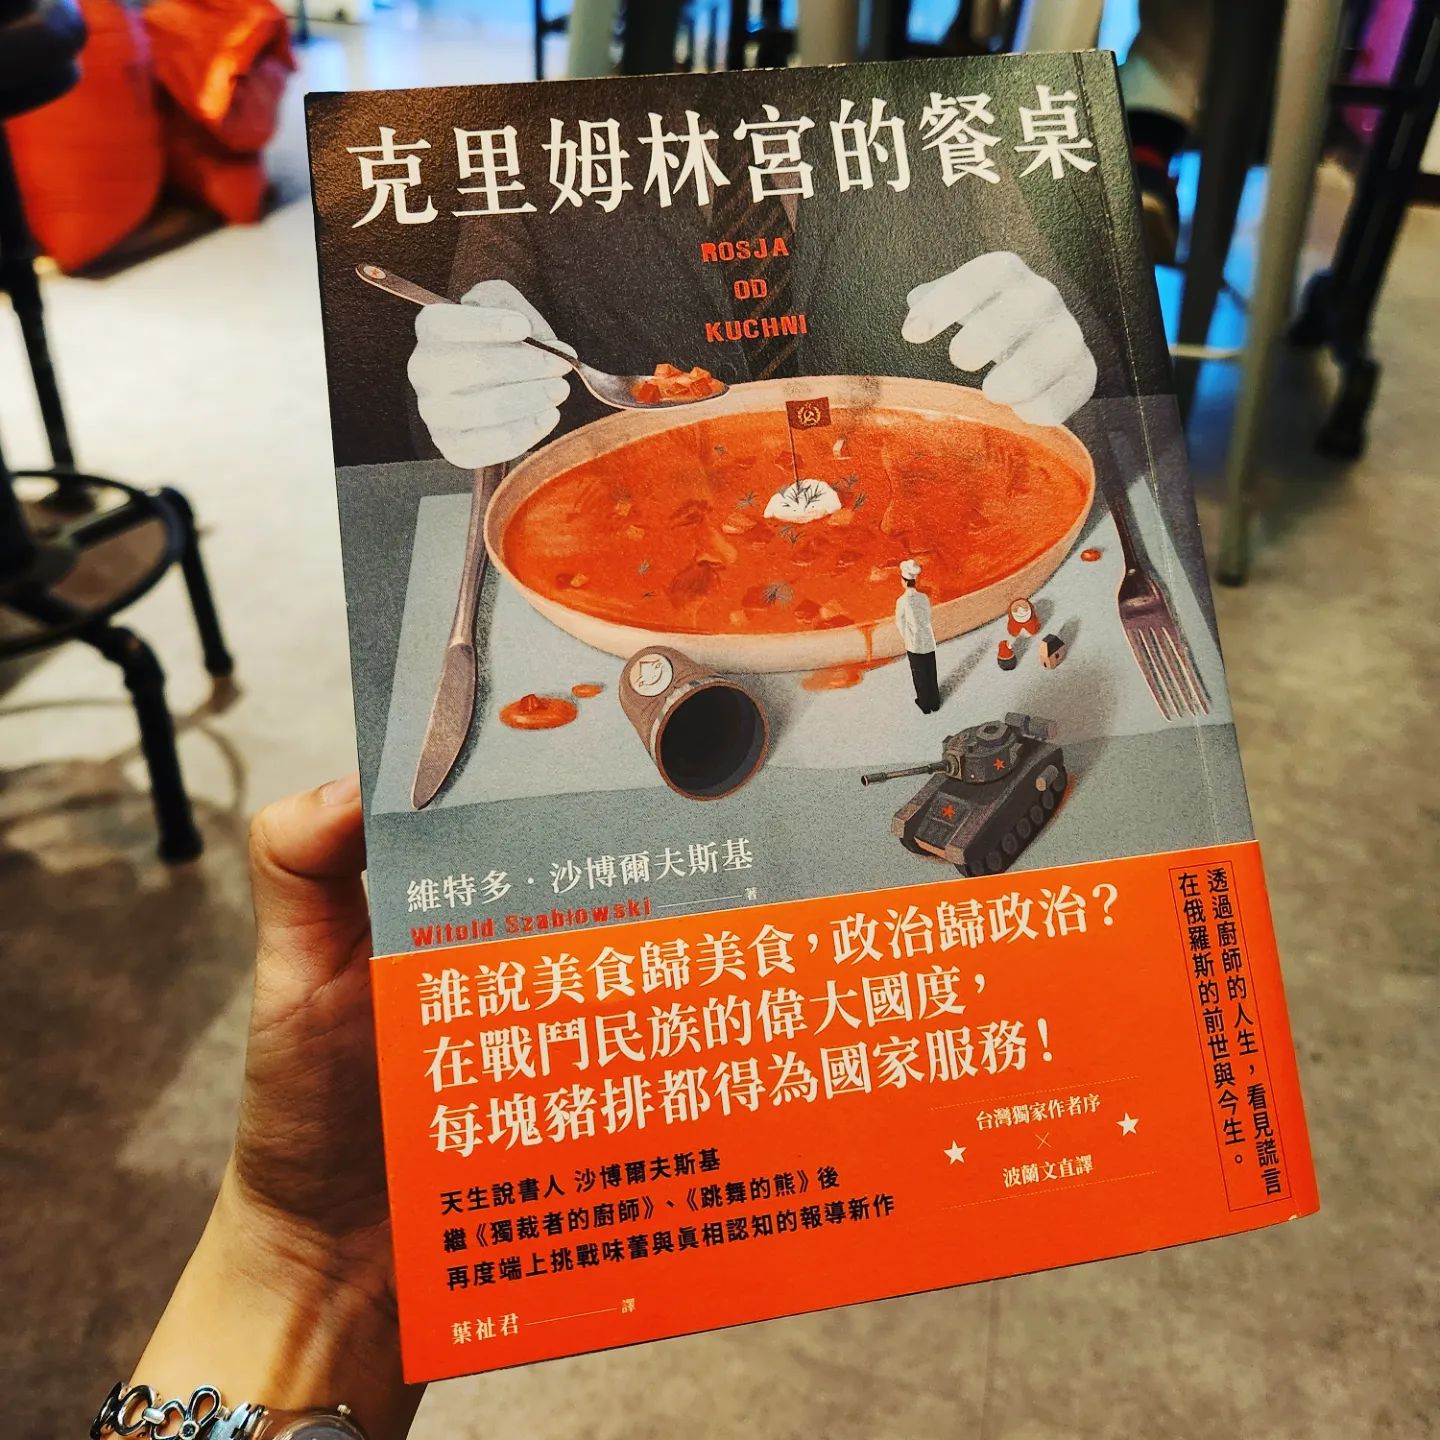 克里姆林宮的餐桌
ROSJA
OD
KUCHNI
維特多．沙博爾夫斯基
著
Witold Szabłowski
誰說美食歸美食，政治歸政治？
在戰鬥民族的偉大國度，
每塊豬排都得為國家服務！
透過廚師的人生，看見謊言
在俄羅斯的前世與今生。
台灣獨家作者序
×
波蘭文直譯
天生說書人 沙博爾夫斯基
繼《獨裁者的廚師》、《跳舞的熊》後
再度端上挑戰味蕾與真相認知的報導新作
葉祉君
譯